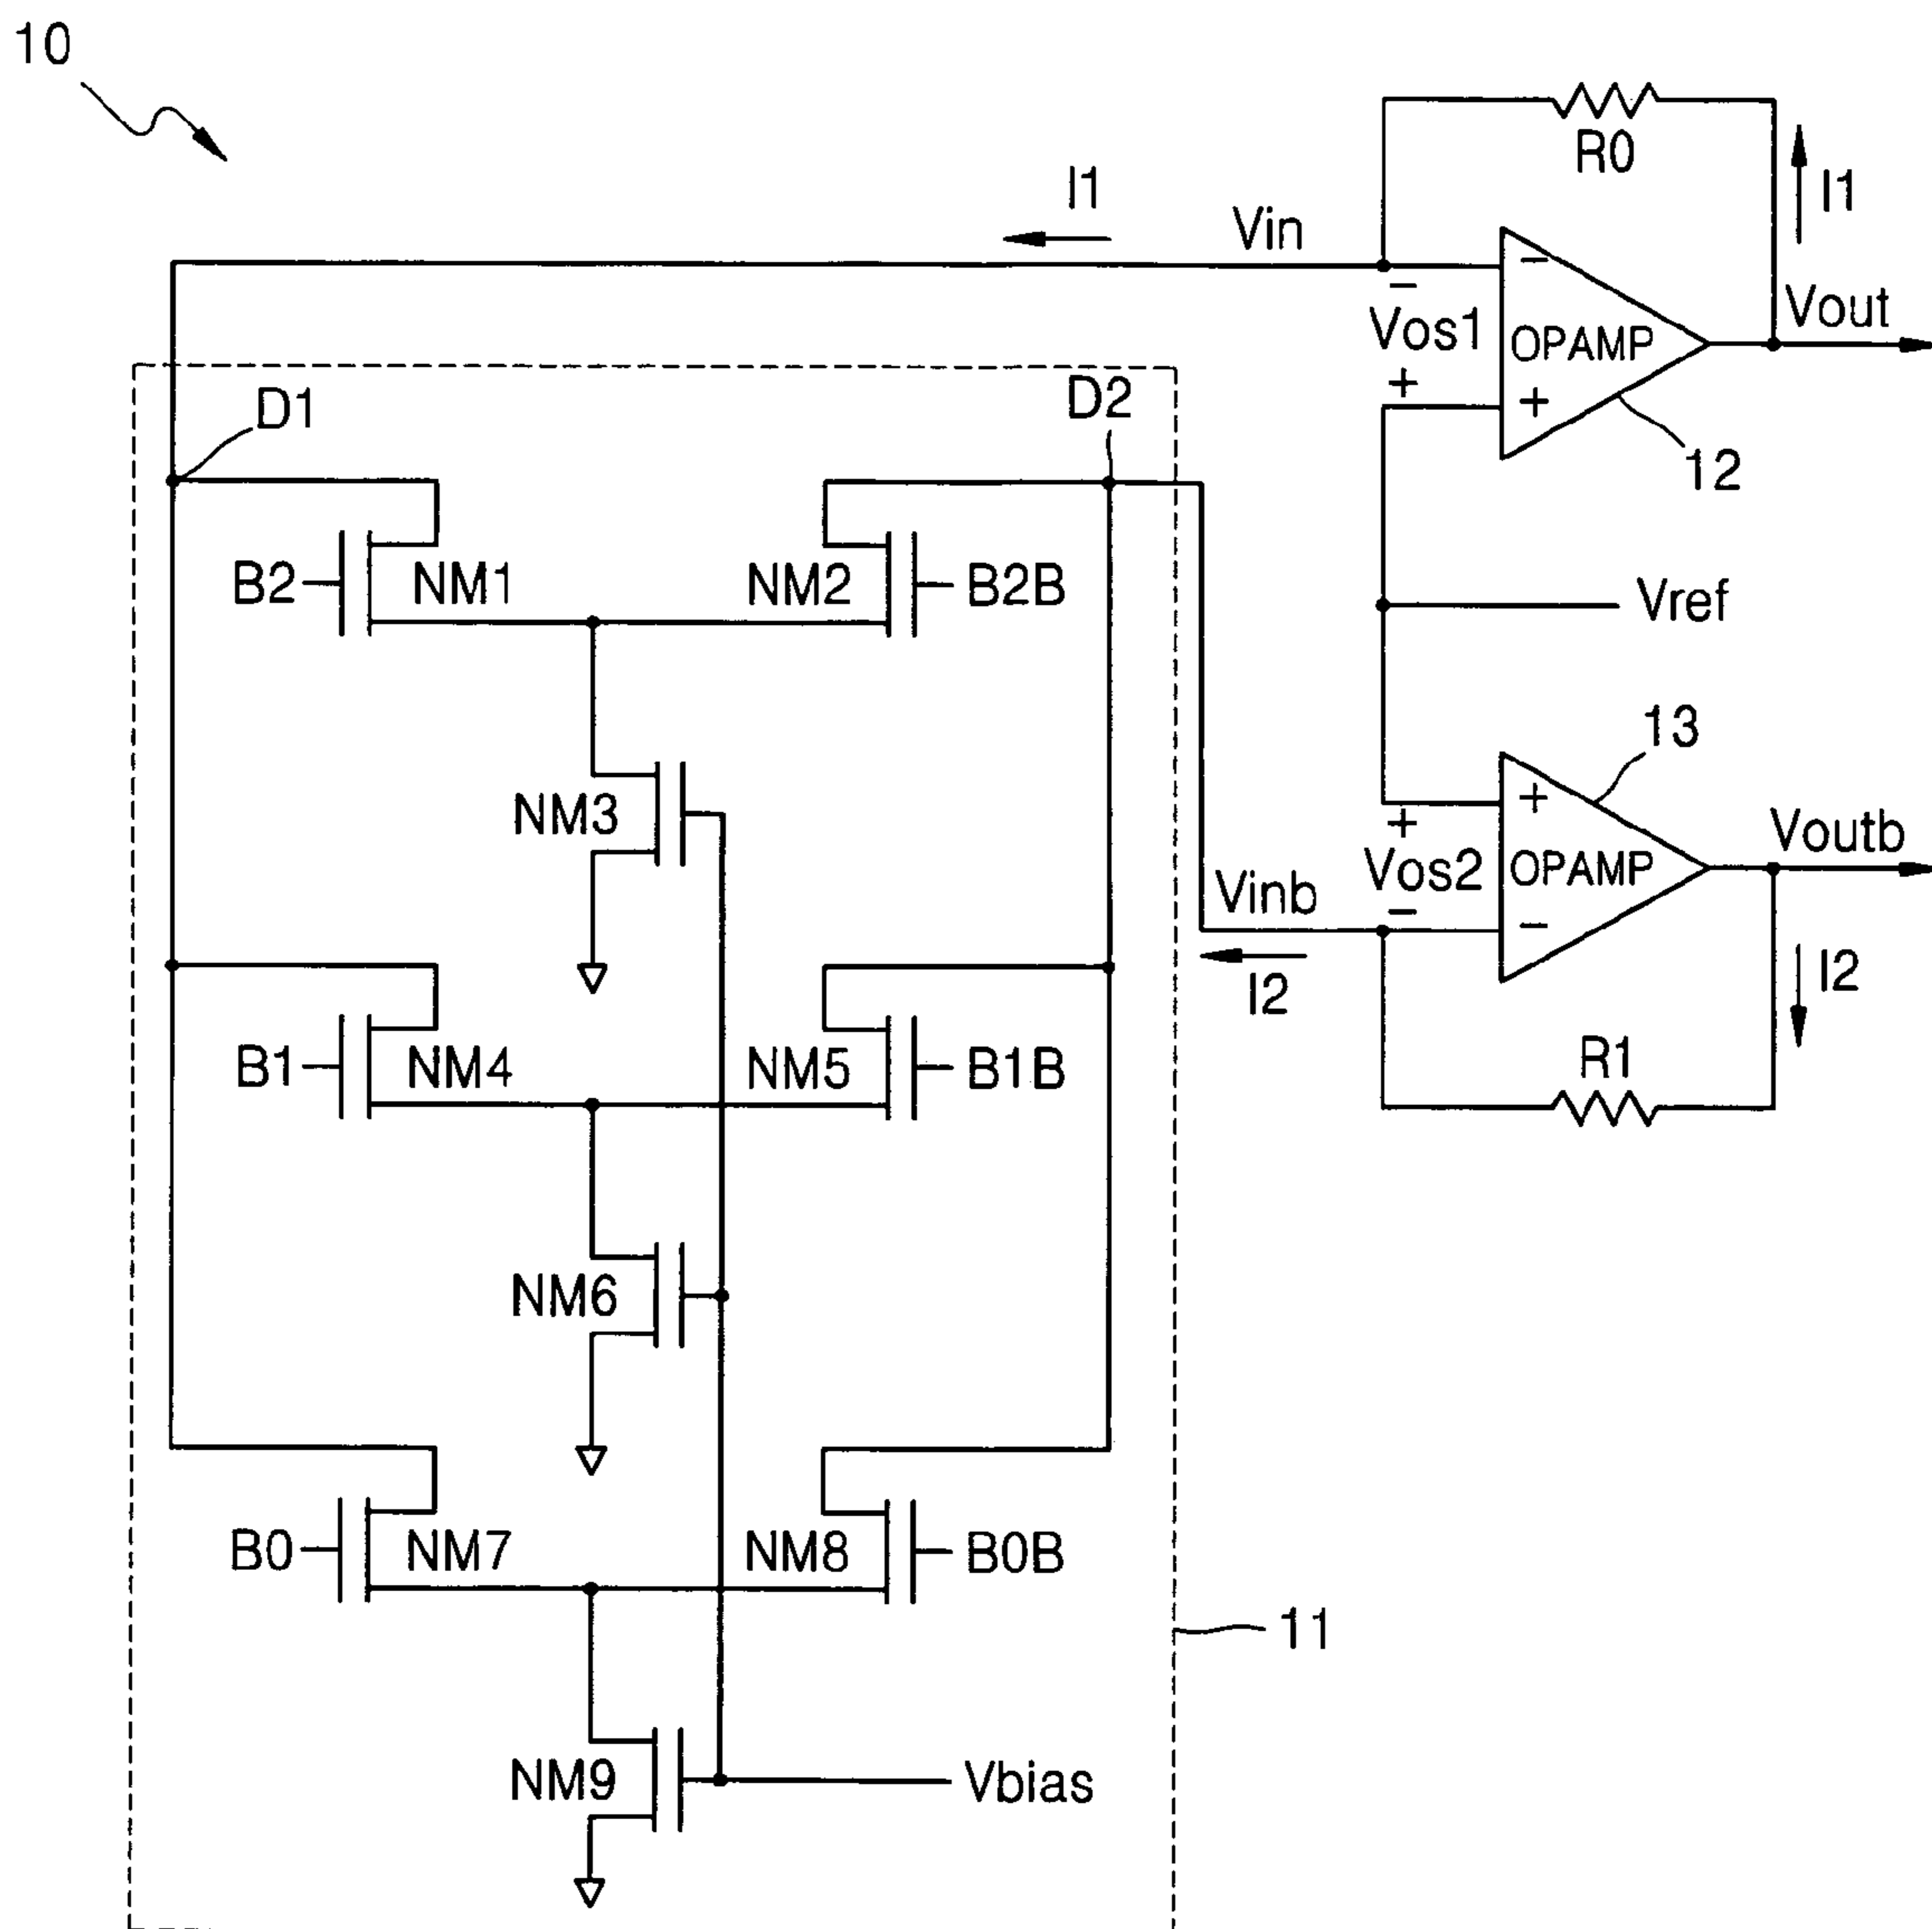 10
R0
I1
I1
Vin
−
−
Vos1
OPAMP
Vout
+
+
12
D1
D2
B2
NM1
NM2
B2B
Vref
NM3
13
+
+
Vos2
OPAMP
Voutb
Vinb
−
−
I2
I2
R1
B1
NM4
NM5
B1B
NM6
B0
NM7
NM8
B0B
11
NM9
Vbias